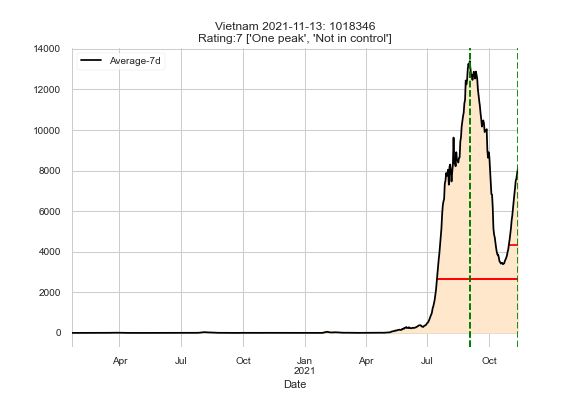 Vietnam 2021-11-13: 1018346
Rating:7 ['One peak', 'Not in control']
Average-7d
14000
12000
10000
8000
6000
4000
2000
0
Apr Jul Oct Jan Apr Jul Oct
2021
Date